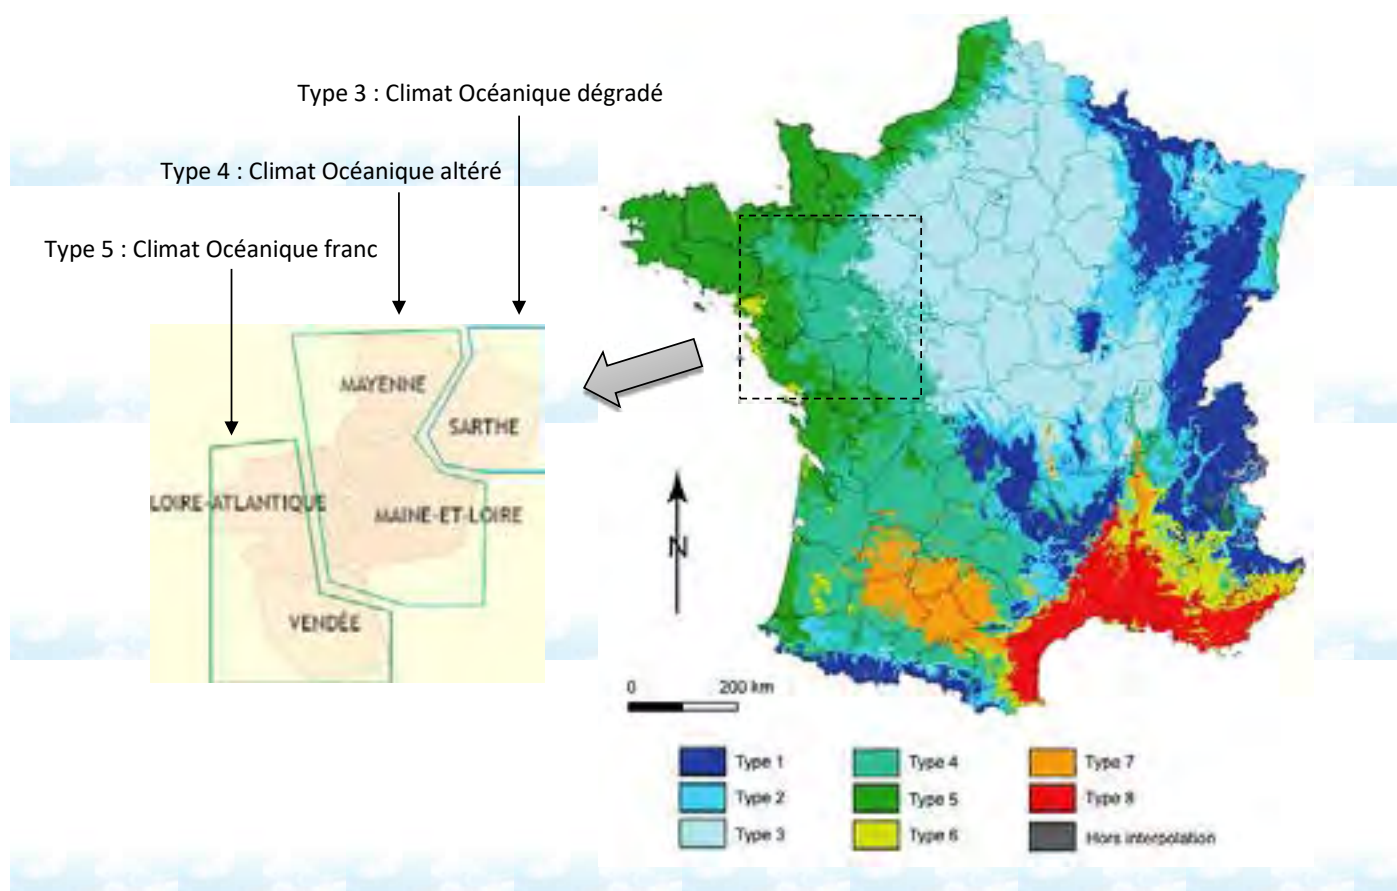 Type 3 : Climat Océanique dégradé
Type 4 : Climat Océanique altéré
Type 5 : Climat Océanique franc
MAYENNE
SARTHE
LOIRE-ATLANTIQUE
MAINE-ET-LOIRE
VENDÉE
N
0 200 km
Type 1 Type 4 Type 7
Type 2 Type 5 Type 8
Type 3 Type 6 Hors interpolation